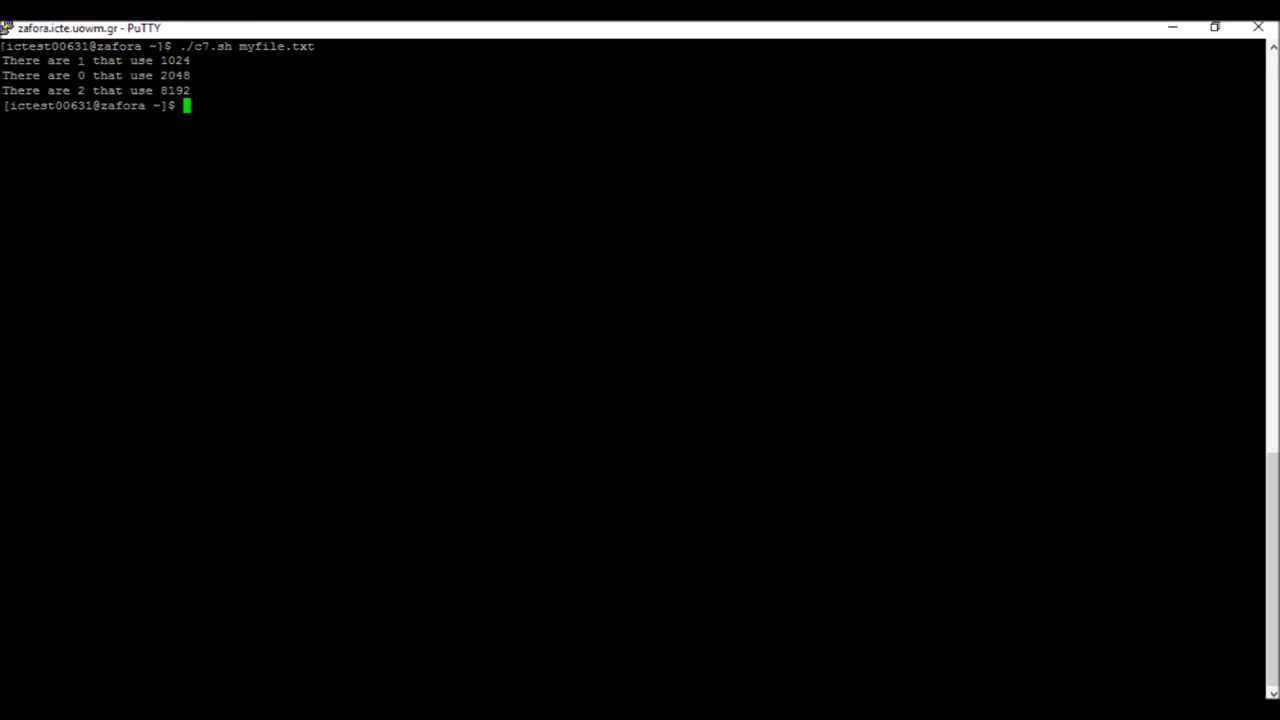 zafora.icte.uowm.gr - PuTTY
[ictest00631@zafora ~]$ ./c7.sh myfile.txt
There are 1 that use 1024
There are 0 that use 2048
There are 2 that use 8192
[ictest00631@zafora ~]$